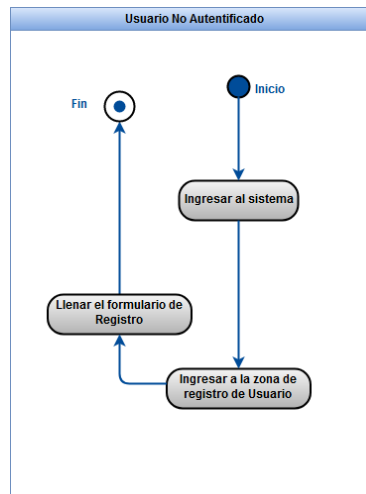 Usuario No Autentificado
Inicio
Fin
Ingresar al sistema
Llenar el formulario de
Registro
Ingresar a la zona de
registro de Usuario